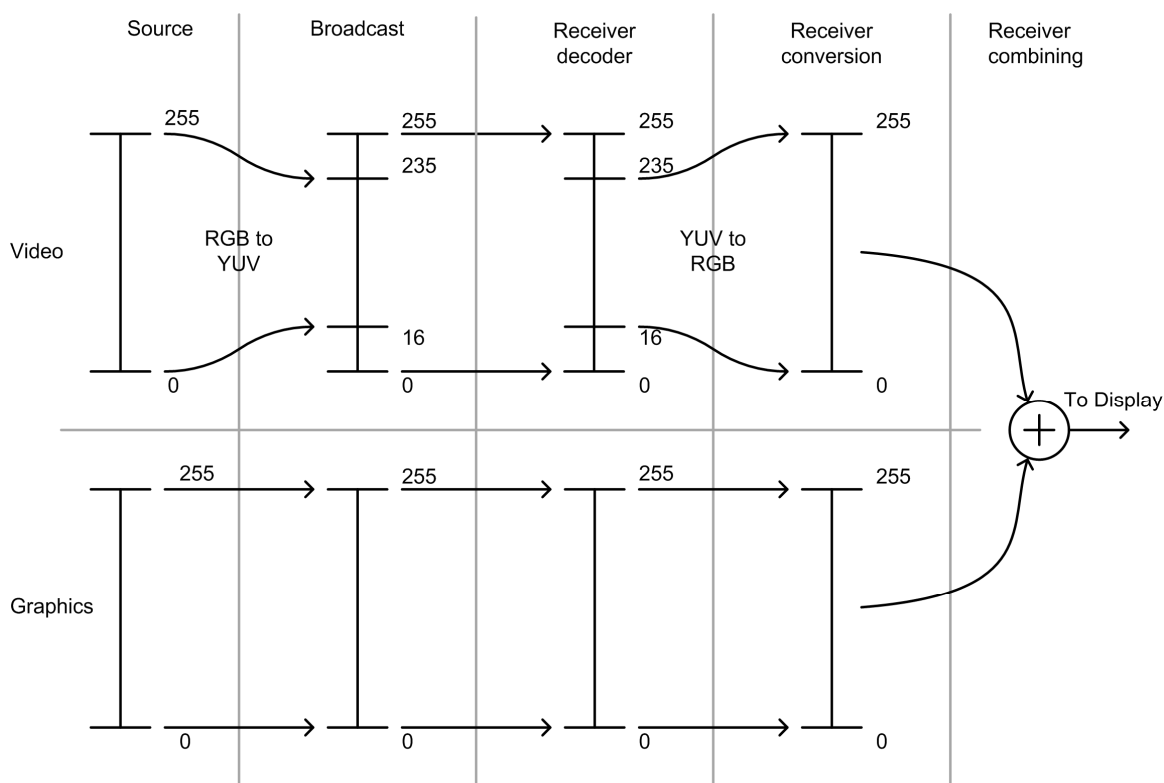 Source
Broadcast
Receiver
decoder
Receiver
conversion
Receiver
combining
255
255
255
255
235
235
Video
RGB to
YUV
YUV to
RGB
16
16
0
0
0
0
To Display
255
255
255
255
Graphics
0
0
0
0